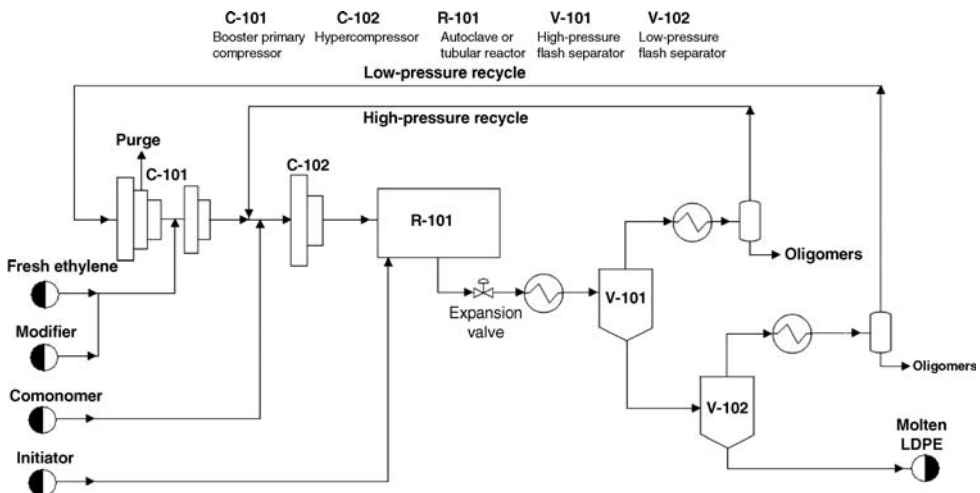 C-101
Booster primary
compressor
C-102
Hypercompressor
R-101
Autoclave or
tubular reactor
V-101
High-pressure
flash separator
V-102
Low-pressure
flash separator
Low-pressure recycle
High-pressure recycle
Purge
C-101
C-102
R-101
Fresh ethylene
Oligomers
V-101
Expansion
valve
Modifier
Oligomers
Comonomer
V-102
Molten
LDPE
Initiator